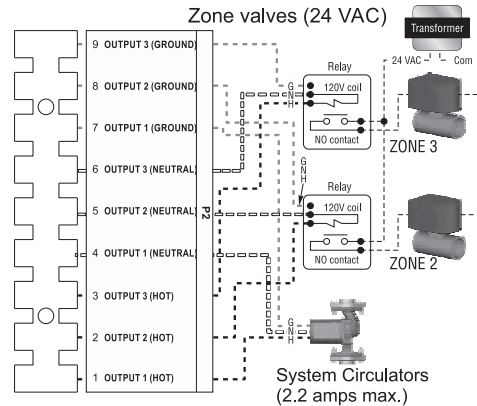 Zone valves (24 VAC)
Transformer
24 VAC
Com
9 OUTPUT 3 (GROUND)
8 OUTPUT 2 (GROUND)
7 OUTPUT 1 (GROUND)
6 OUTPUT 3 (NEUTRAL)
5 OUTPUT 2 (NEUTRAL)
4 OUTPUT 1 (NEUTRAL)
3 OUTPUT 3 (HOT)
2 OUTPUT 2 (HOT)
1 OUTPUT 1 (HOT)
P2
Relay
G
N
H
120V coil
NO contact
ZONE 3
G
N
H
Relay
120V coil
NO contact
ZONE 2
G
N
H
System Circulators
(2.2 amps max.)